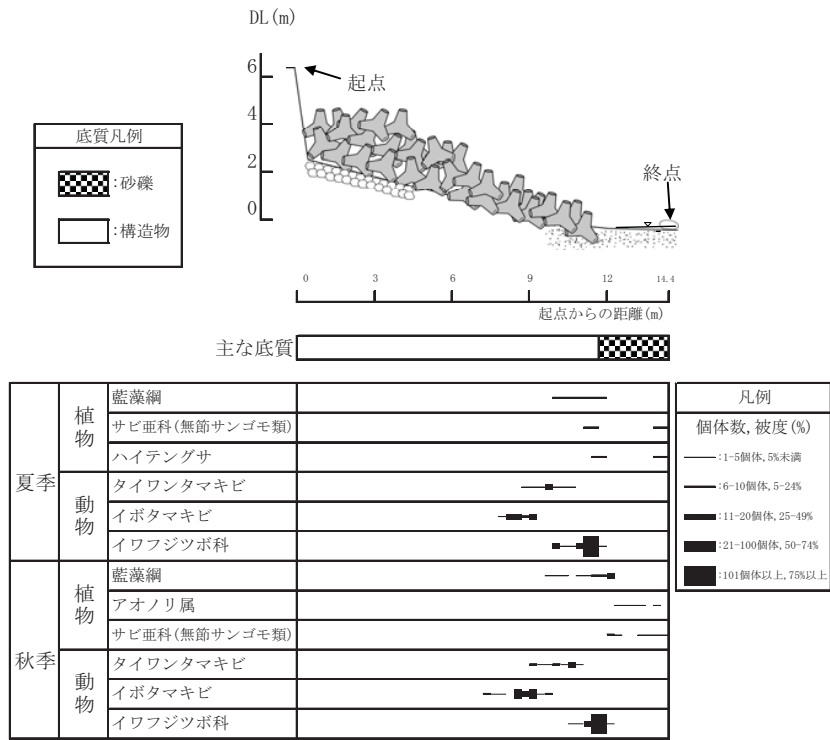 DL(m)
6
4
2
0
起点
終点
底質凡例
:砂礫
:構造物
0 3 6 9 12 14.4
起点からの距離(m)
主な底質
夏季
植物
藍藻綱
サビ亜科(無節サンゴモ類)
ハイテングサ
動物
タイワンタマキビ
イボタマキビ
イワフジツボ科
秋季
植物
藍藻綱
アオノリ属
サビ亜科(無節サンゴモ類)
動物
タイワンタマキビ
イボタマキビ
イワフジツボ科
凡例
個体数,被度(%)
:1-5個体,5%未満
:6-10個体,5-24%
:11-20個体,25-49%
:21-100個体,50-74%
:101個体以上,75%以上